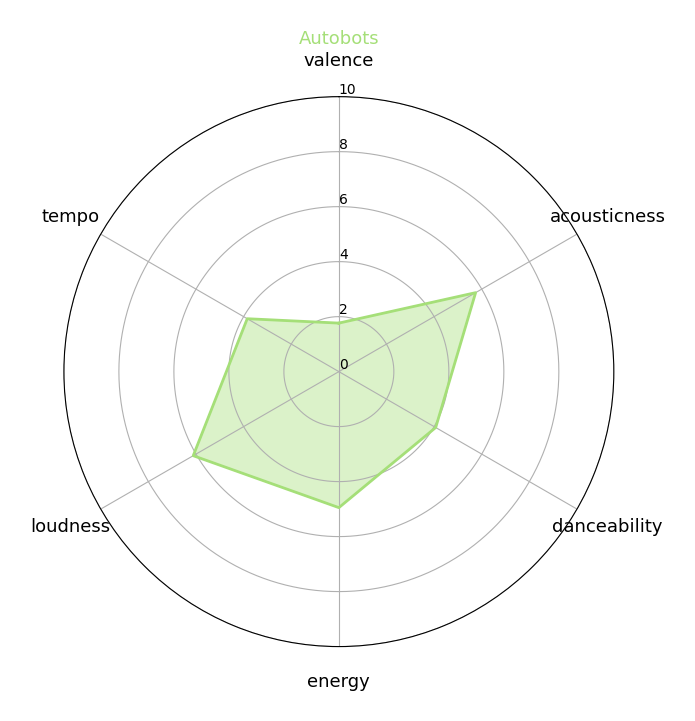 Autobots
valence
10
8
6
4
2
0
tempo
acousticness
loudness
danceability
energy